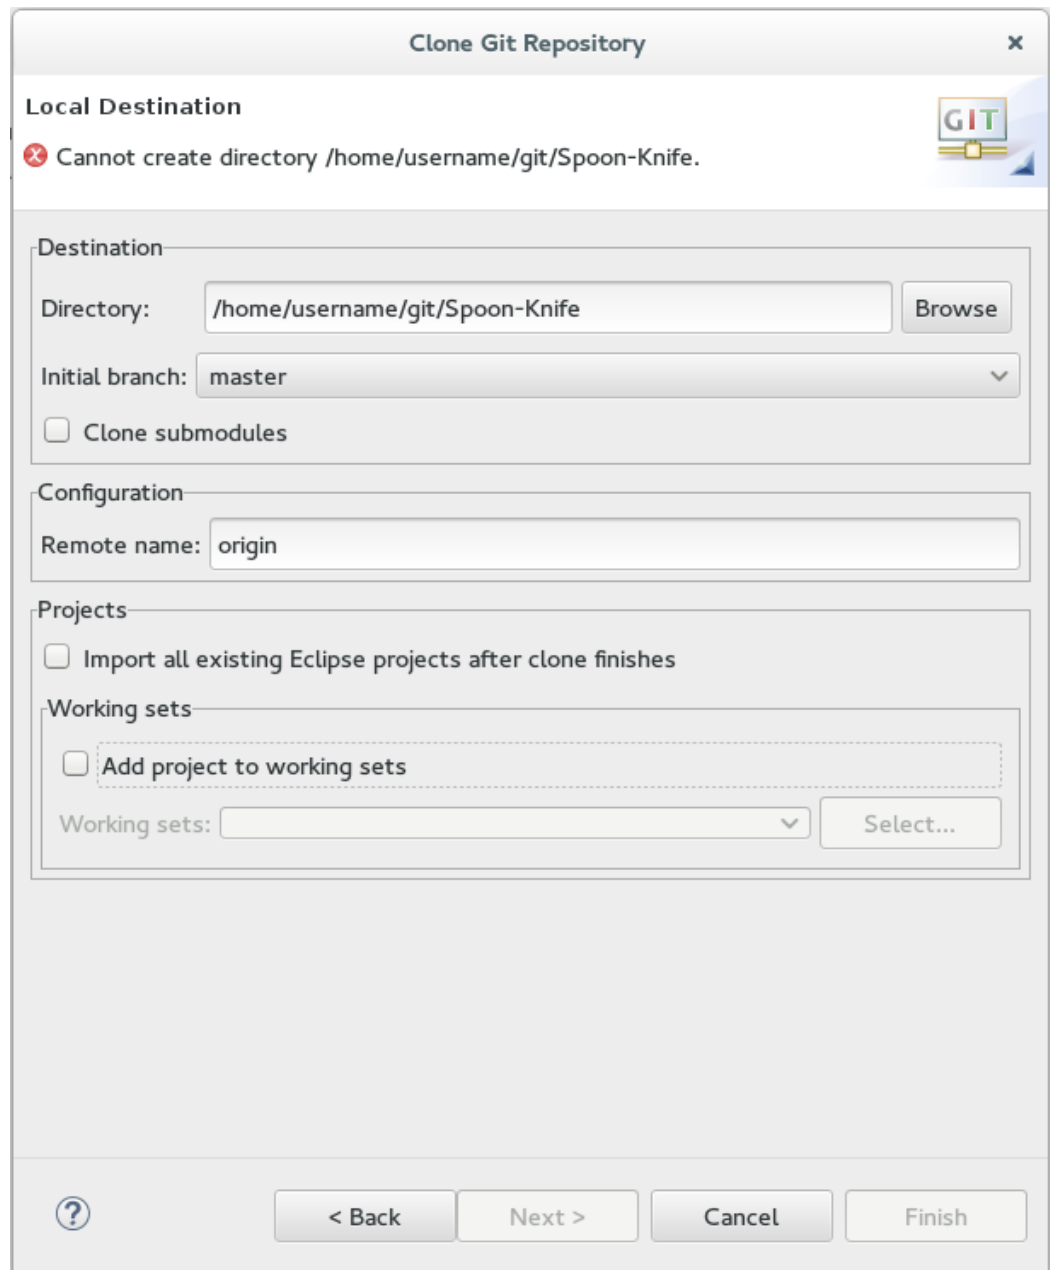 Clone Git Repository ×
Local Destination
GIT
Cannot create directory /home/username/git/Spoon-Knife.
Destination
Directory: /home/username/git/Spoon-Knife Browse
Initial branch: master
Clone submodules
Configuration
Remote name: origin
Projects
Import all existing Eclipse projects after clone finishes
Working sets
Add project to working sets
Working sets: Select...
? < Back Next > Cancel Finish